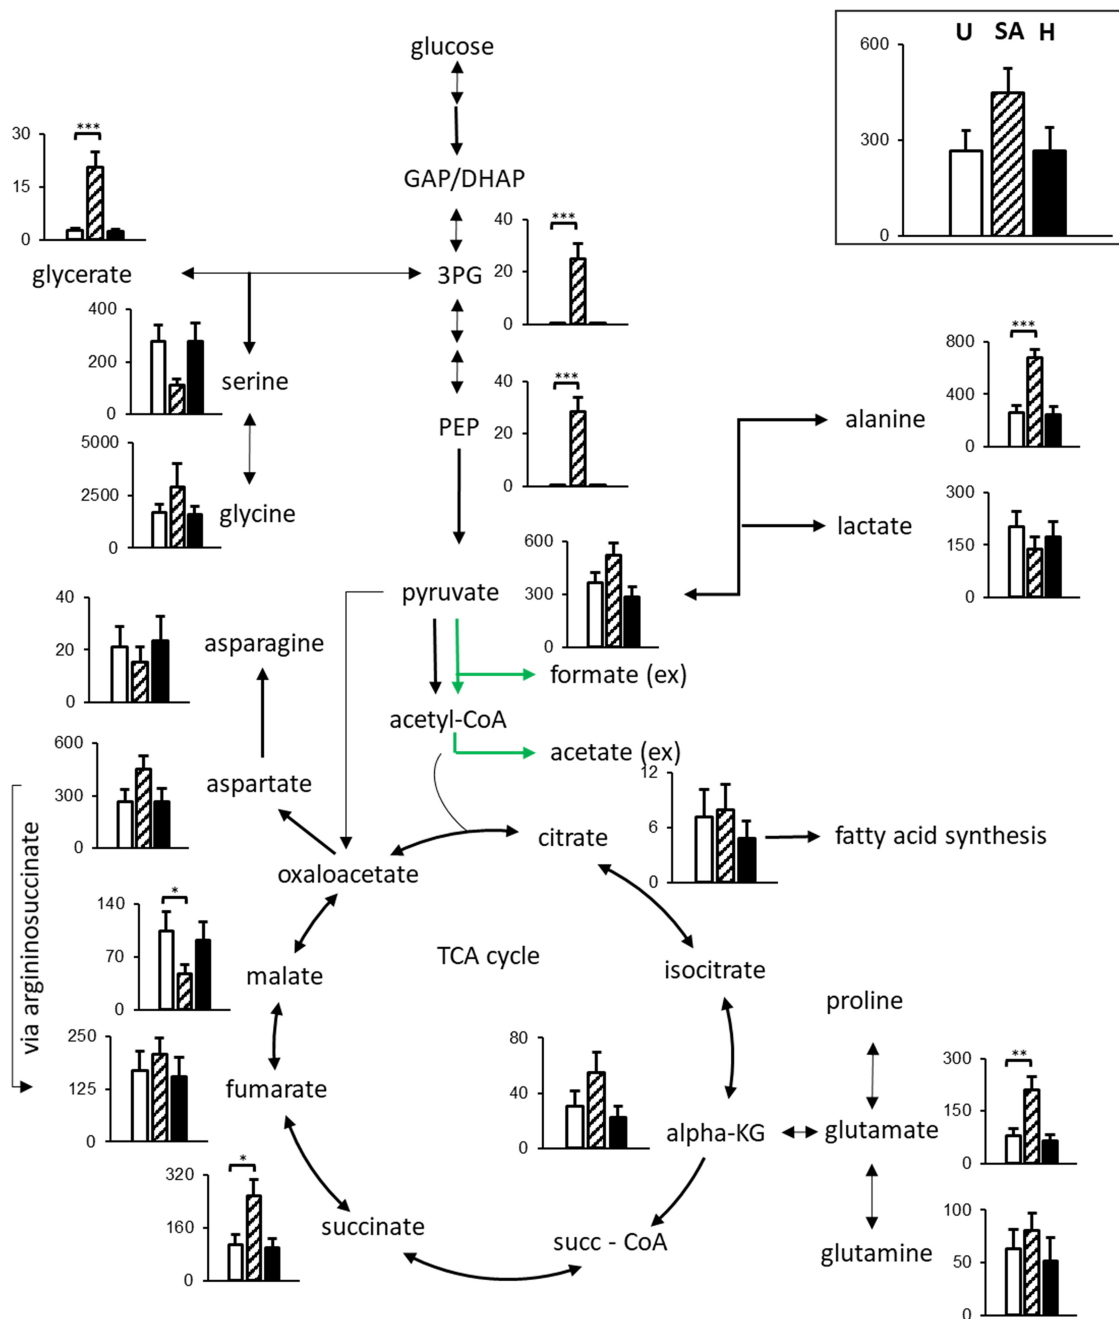 glucose
U SA H
600
300
0
***
30
15
0
GAP/DHAP
***
40
20
0
glycerate
3PG
400
200
0
serine
***
40
20
0
PEP
***
800
400
0
alanine
5000
2500
0
glycine
300
150
0
lactate
600
300
0
pyruvate
40
20
0
asparagine
formate (ex)
acetyl-CoA
acetate (ex)
600
300
0
aspartate
12
6
0
citrate
fatty acid synthesis
oxaloacetate
via argininosuccinate
*
140
70
0
malate
TCA cycle
isocitrate
proline
250
125
0
fumarate
80
40
0
alpha-KG
glutamate
**
300
150
0
*
320
160
0
succinate
succ - CoA
glutamine
100
50
0